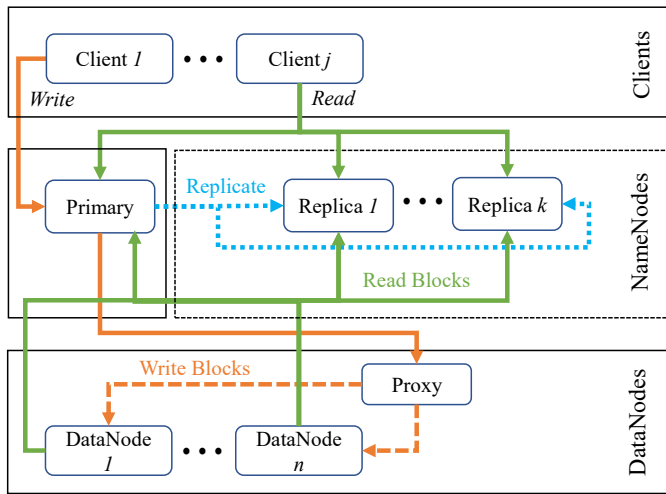 Client 1
Client j
Clients
Write
Read
Primary
Replicate
Replica 1
Replica k
NameNodes
Read Blocks
Write Blocks
Proxy
DataNode
1
DataNode
n
DataNodes